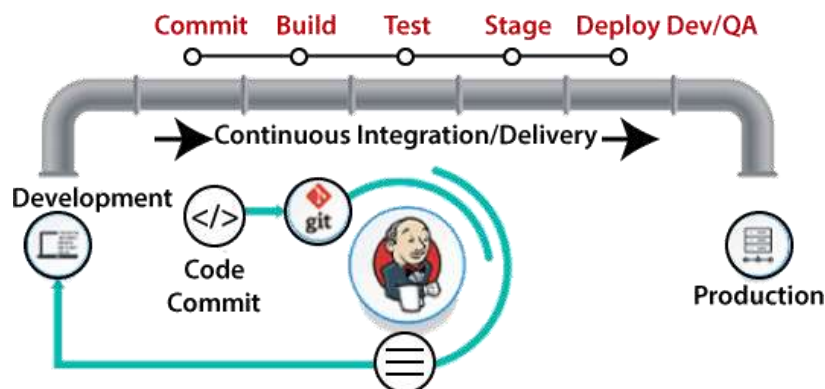 Commit Build Test Stage Deploy Dev/QA
Continuous Integration/Delivery
Development
</>
git
Code
Commit
Production